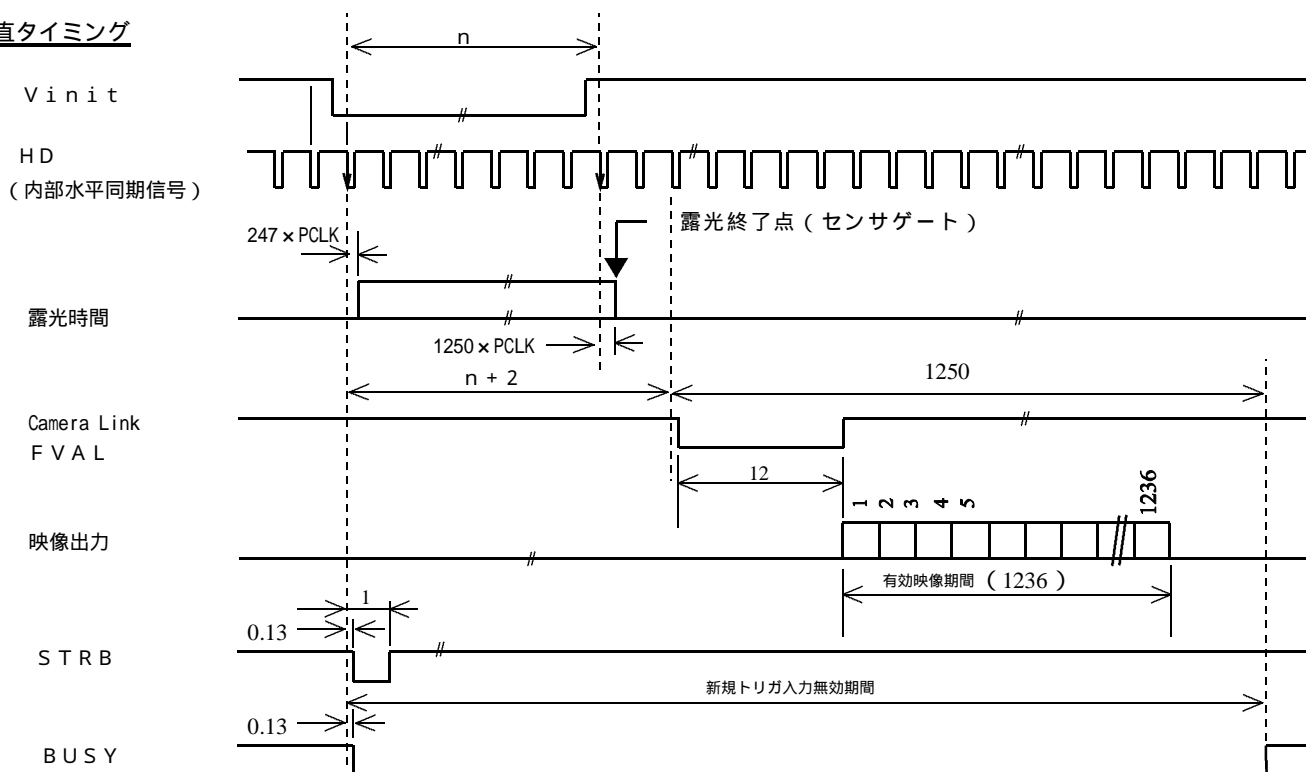 直タイミング
n
Vinit
HD
(内部水平同期信号)
露光終了点(センサゲート)
247×PCLK
露光時間
1250×PCLK
n+2
1250
Camera Link
FVAL
12
1
2
3
4
5
1236
映像出力
有効映像期間(1236)
1
0.13
STRB
新規トリガ入力無効期間
0.13
BUSY